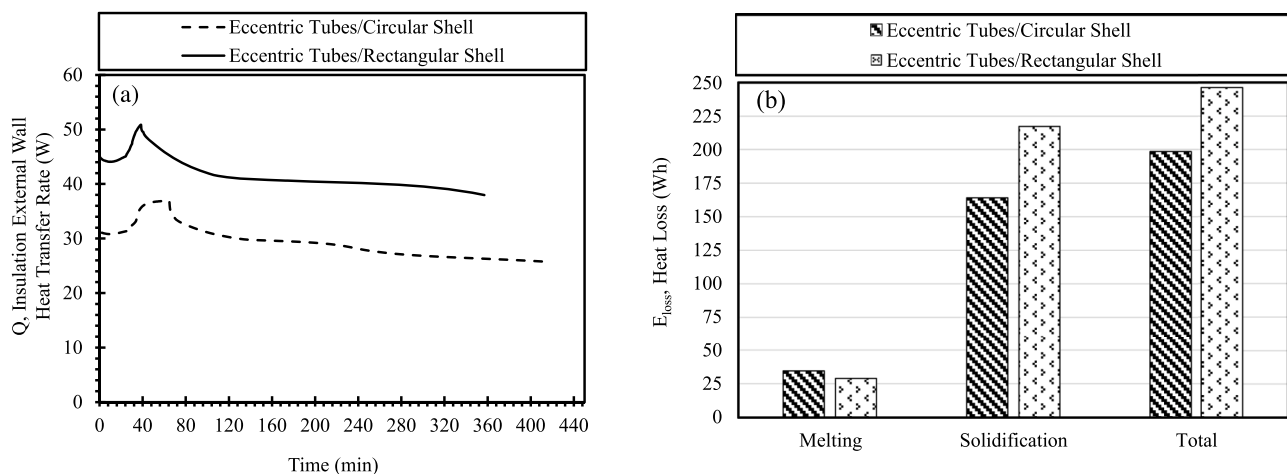 Eccentric Tubes/Circular Shell
Eccentric Tubes/Rectangular Shell
(a)
Q, Insulation External Wall
Heat Transfer Rate (W)
60
50
40
30
20
10
0
0 40 80 120 160 200 240 280 320 360 400 440
Time (min)
Eccentric Tubes/Circular Shell
Eccentric Tubes/Rectangular Shell
(b)
E_loss, Heat Loss (Wh)
250
225
200
175
150
125
100
75
50
25
0
Melting Solidification Total